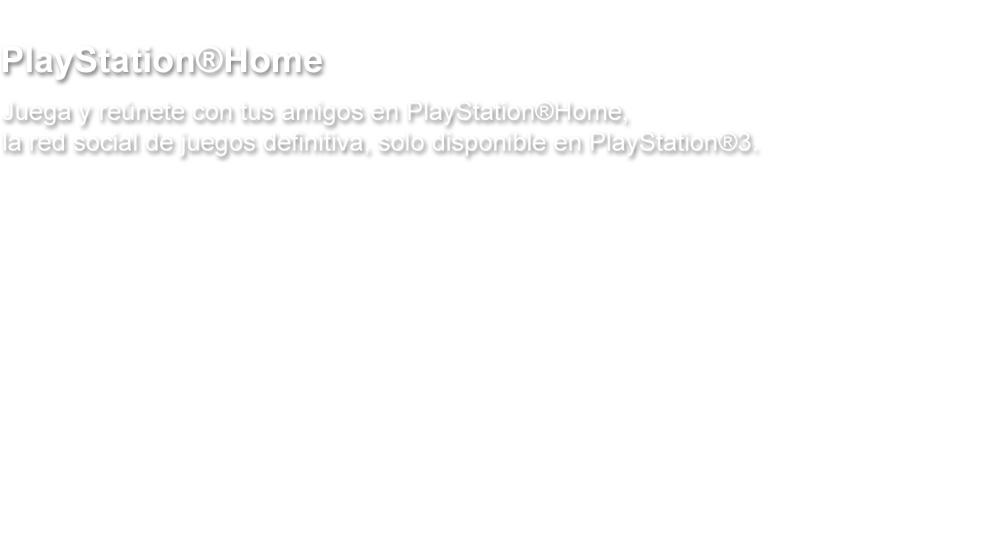 PlayStation®Home
Juega y reúnete con tus amigos en PlayStation®Home,
la red social de juegos definitiva, solo disponible en PlayStation®3.